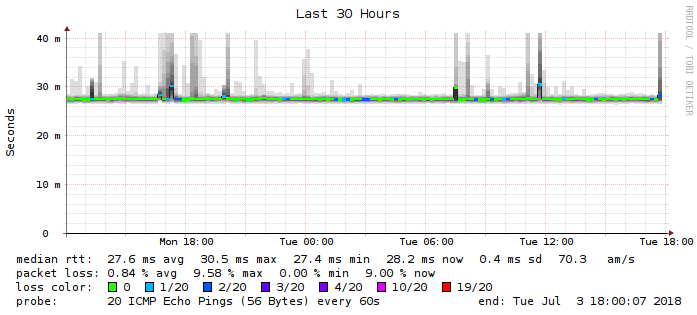 Last 30 Hours
RRDTOOL / TOBI OETIKER
Seconds
40 m
30 m
20 m
10 m
0
Mon 18:00 Tue 00:00 Tue 06:00 Tue 12:00 Tue 18:00
median rtt: 27.6 ms avg 30.5 ms max 27.4 ms min 28.2 ms now 0.4 ms sd 70.3 am/s
packet loss: 0.84 % avg 9.58 % max 0.00 % min 9.00 % now
loss color: 0 1/20 2/20 3/20 4/20 10/20 19/20
probe: 20 ICMP Echo Pings (56 Bytes) every 60s end: Tue Jul 3 18:00:07 2018